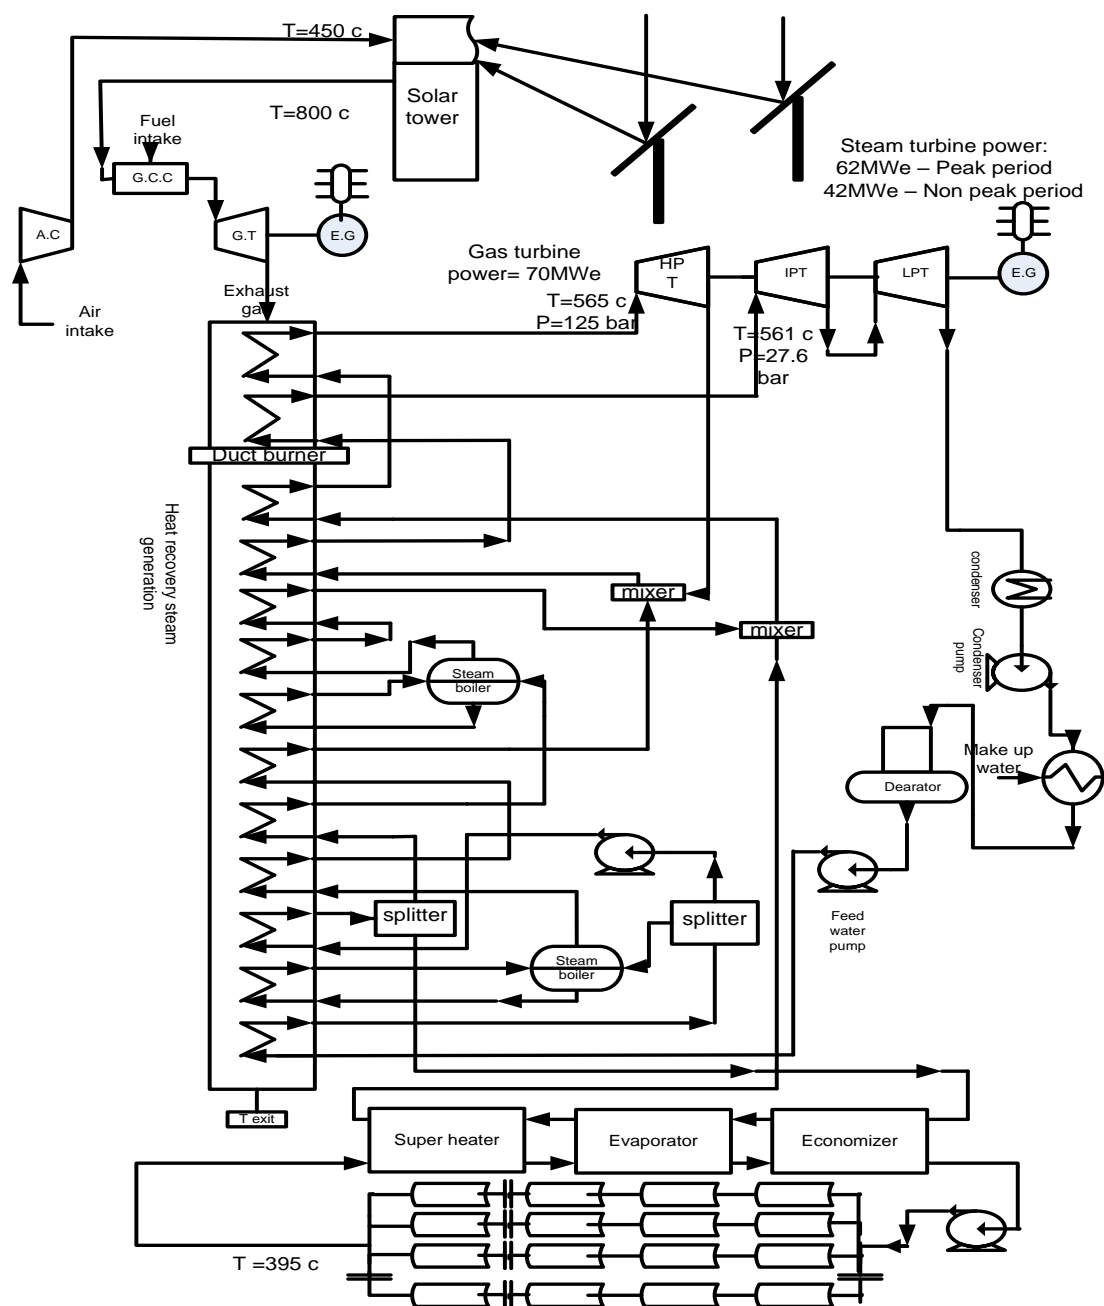 T=450 c
Solar
tower
T=800 c
Fuel
intake
G.C.C
Steam turbine power:
62MWe – Peak period
42MWe – Non peak period
A.C
G.T
E.G
Gas turbine
power= 70MWe
HP
T
IPT
LPT
E.G
Exhaust
gas
Air
intake
T=565 c
P=125 bar
T=561 c
P=27.6
bar
Duct burner
Heat recovery steam
generation
mixer
mixer
condenser
Condenser
pump
Steam
boiler
Make up
water
Dearator
splitter
splitter
Feed
water
pump
Steam
boiler
T exit
Super heater
Evaporator
Economizer
T =395 c